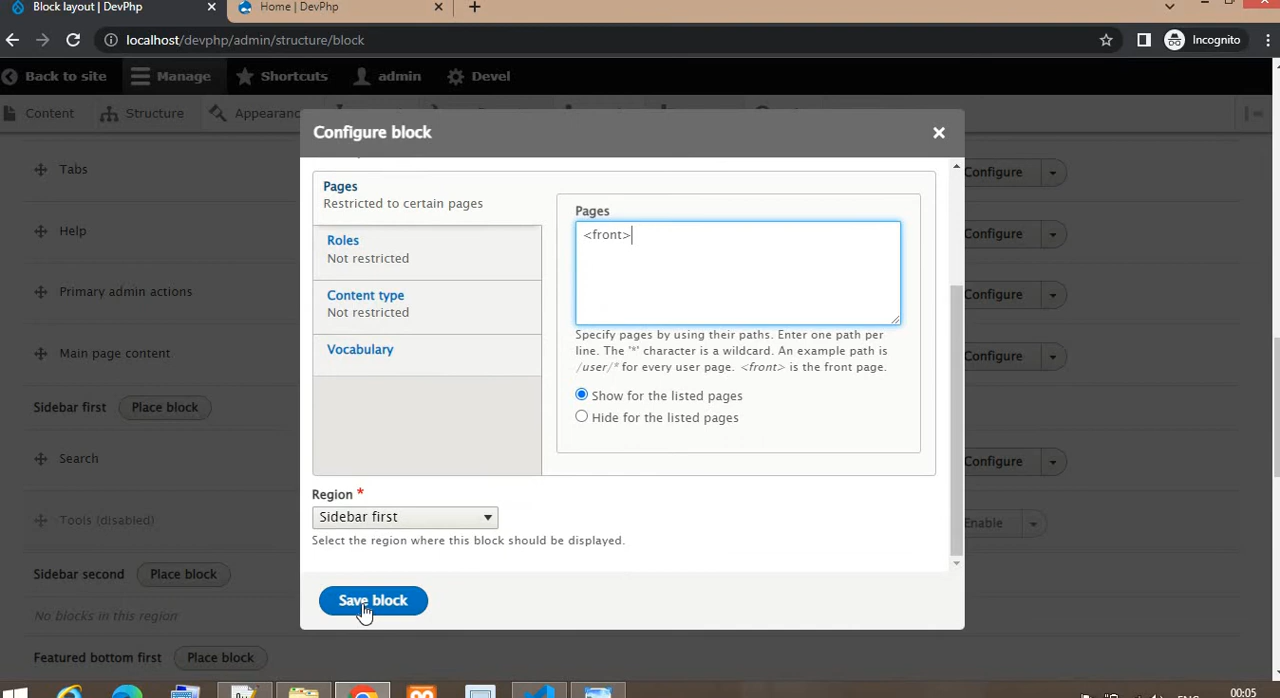 Block layout | DevPhp
Home | DevPhp
localhost/devphp/admin/structure/block
Incognito
Back to site
Manage
Shortcuts
admin
Devel
Content
Structure
Appearanc
Configure block
Tabs
Configure
Help
Configure
Primary admin actions
Configure
Main page content
Configure
Sidebar first
Place block
Search
Configure
Tools (disabled)
Enable
Sidebar second
Place block
No blocks in this region
Featured bottom first
Place block
Pages
Restricted to certain pages
Roles
Not restricted
Content type
Not restricted
Vocabulary
Pages
<front>
Specify pages by using their paths. Enter one path per
line. The '*' character is a wildcard. An example path is
/user/* for every user page. <front> is the front page.
Show for the listed pages
Hide for the listed pages
Region *
Sidebar first
Select the region where this block should be displayed.
Save block
00:05